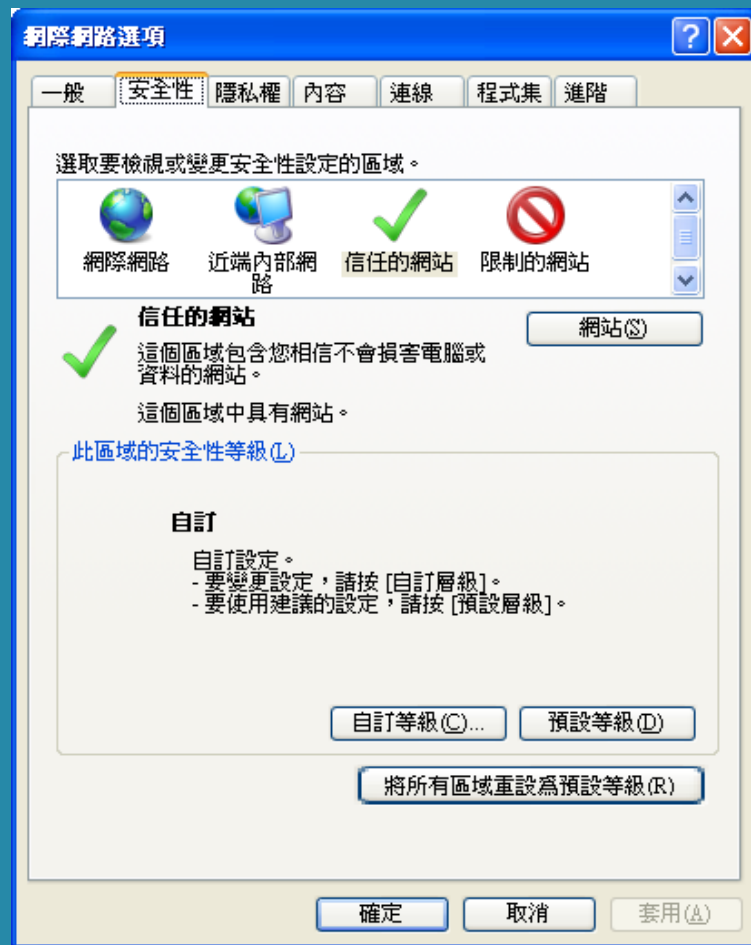 網際網路選項
一般 安全性 隱私權 內容 連線 程式集 進階
選取要檢視或變更安全性設定的區域。
網際網路 近端內部網路 信任的網站 限制的網站
信任的網站
網站(S)
這個區域包含您相信不會損害電腦或
資料的網站。
這個區域中具有網站。
此區域的安全性等級(L)
自訂
自訂設定。
- 要變更設定，請按 [自訂層級]。
- 要使用建議的設定，請按 [預設層級]。
自訂等級(C)... 預設等級(D)
將所有區域重設為預設等級(R)
確定 取消 套用(A)